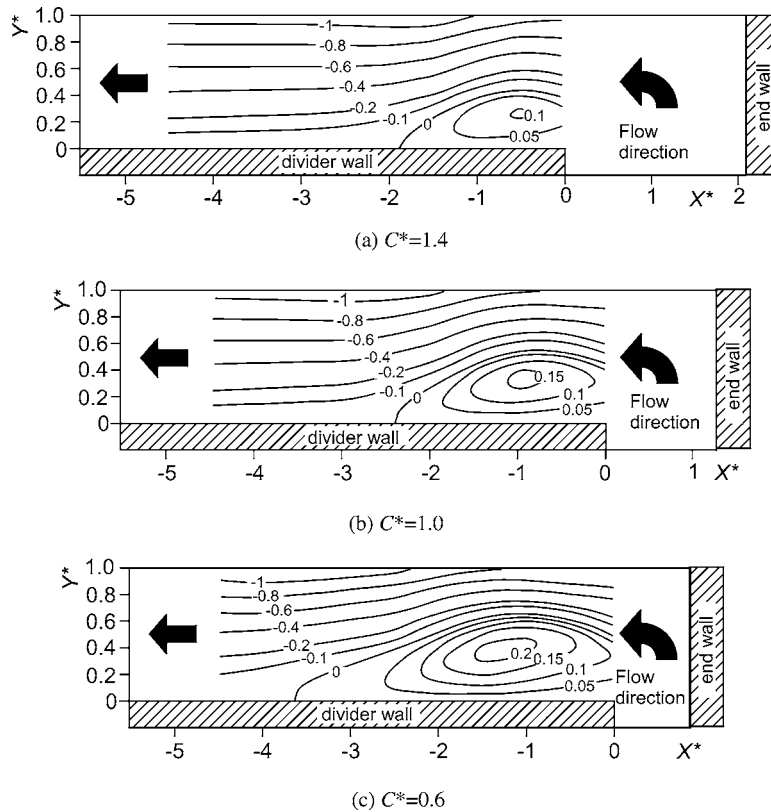 Y*
1.0
0.8
0.6
0.4
0.2
0
-1
-0.8
-0.6
-0.4
-0.2
-0.1
0
0.1
0.05
Flow
direction
end wall
divider wall
-5 -4 -3 -2 -1 0 1 X* 2
(a) C*=1.4
Y*
1.0
0.8
0.6
0.4
0.2
0
-1
-0.8
-0.6
-0.4
-0.2
-0.1
0
0.15
0.1
0.05
Flow
direction
end wall
divider wall
-5 -4 -3 -2 -1 0 1 X*
(b) C*=1.0
Y*
1.0
0.8
0.6
0.4
0.2
0
-1
-0.8
-0.6
-0.4
-0.2
-0.1
0
0.2
0.15
0.1
0.05
Flow
direction
end wall
divider wall
-5 -4 -3 -2 -1 0 X*
(c) C*=0.6